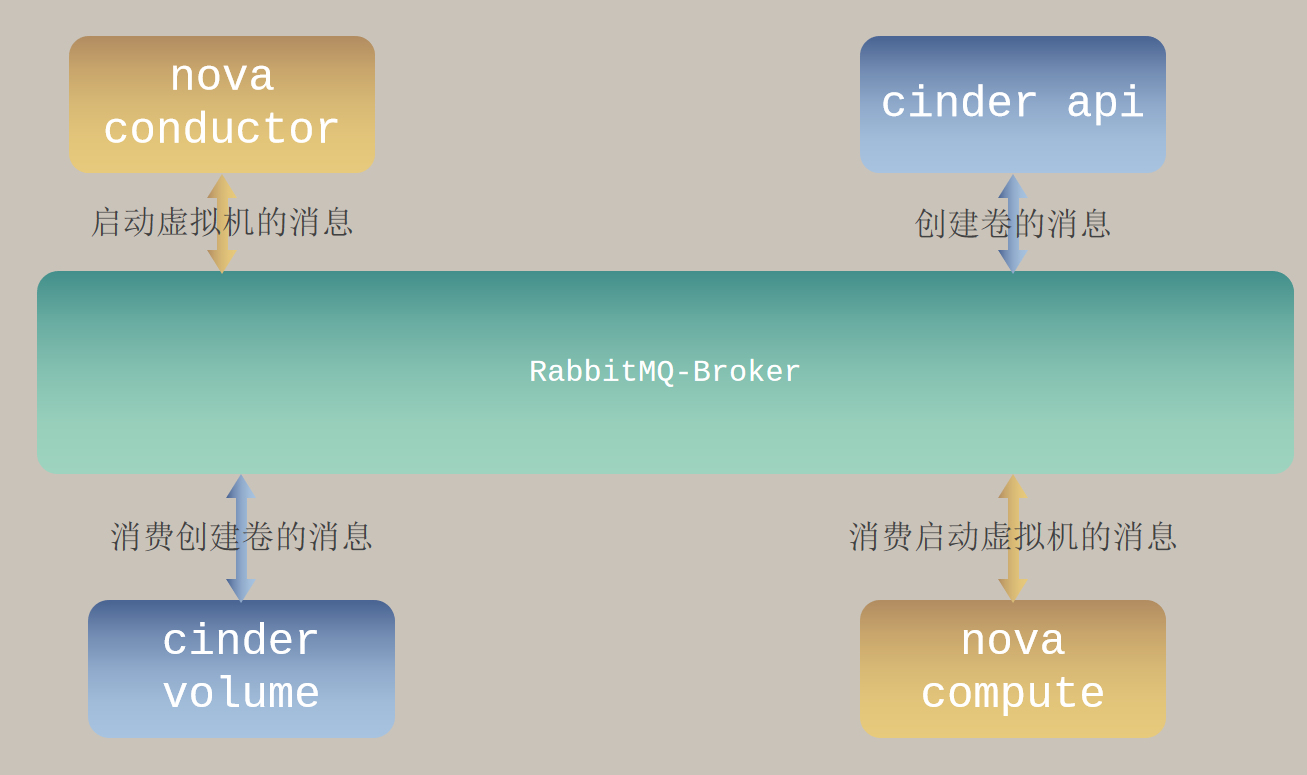 nova
conductor
cinder api
启动虚拟机的消息
创建卷的消息
RabbitMQ-Broker
消费创建卷的消息
消费启动虚拟机的消息
cinder
volume
nova
compute